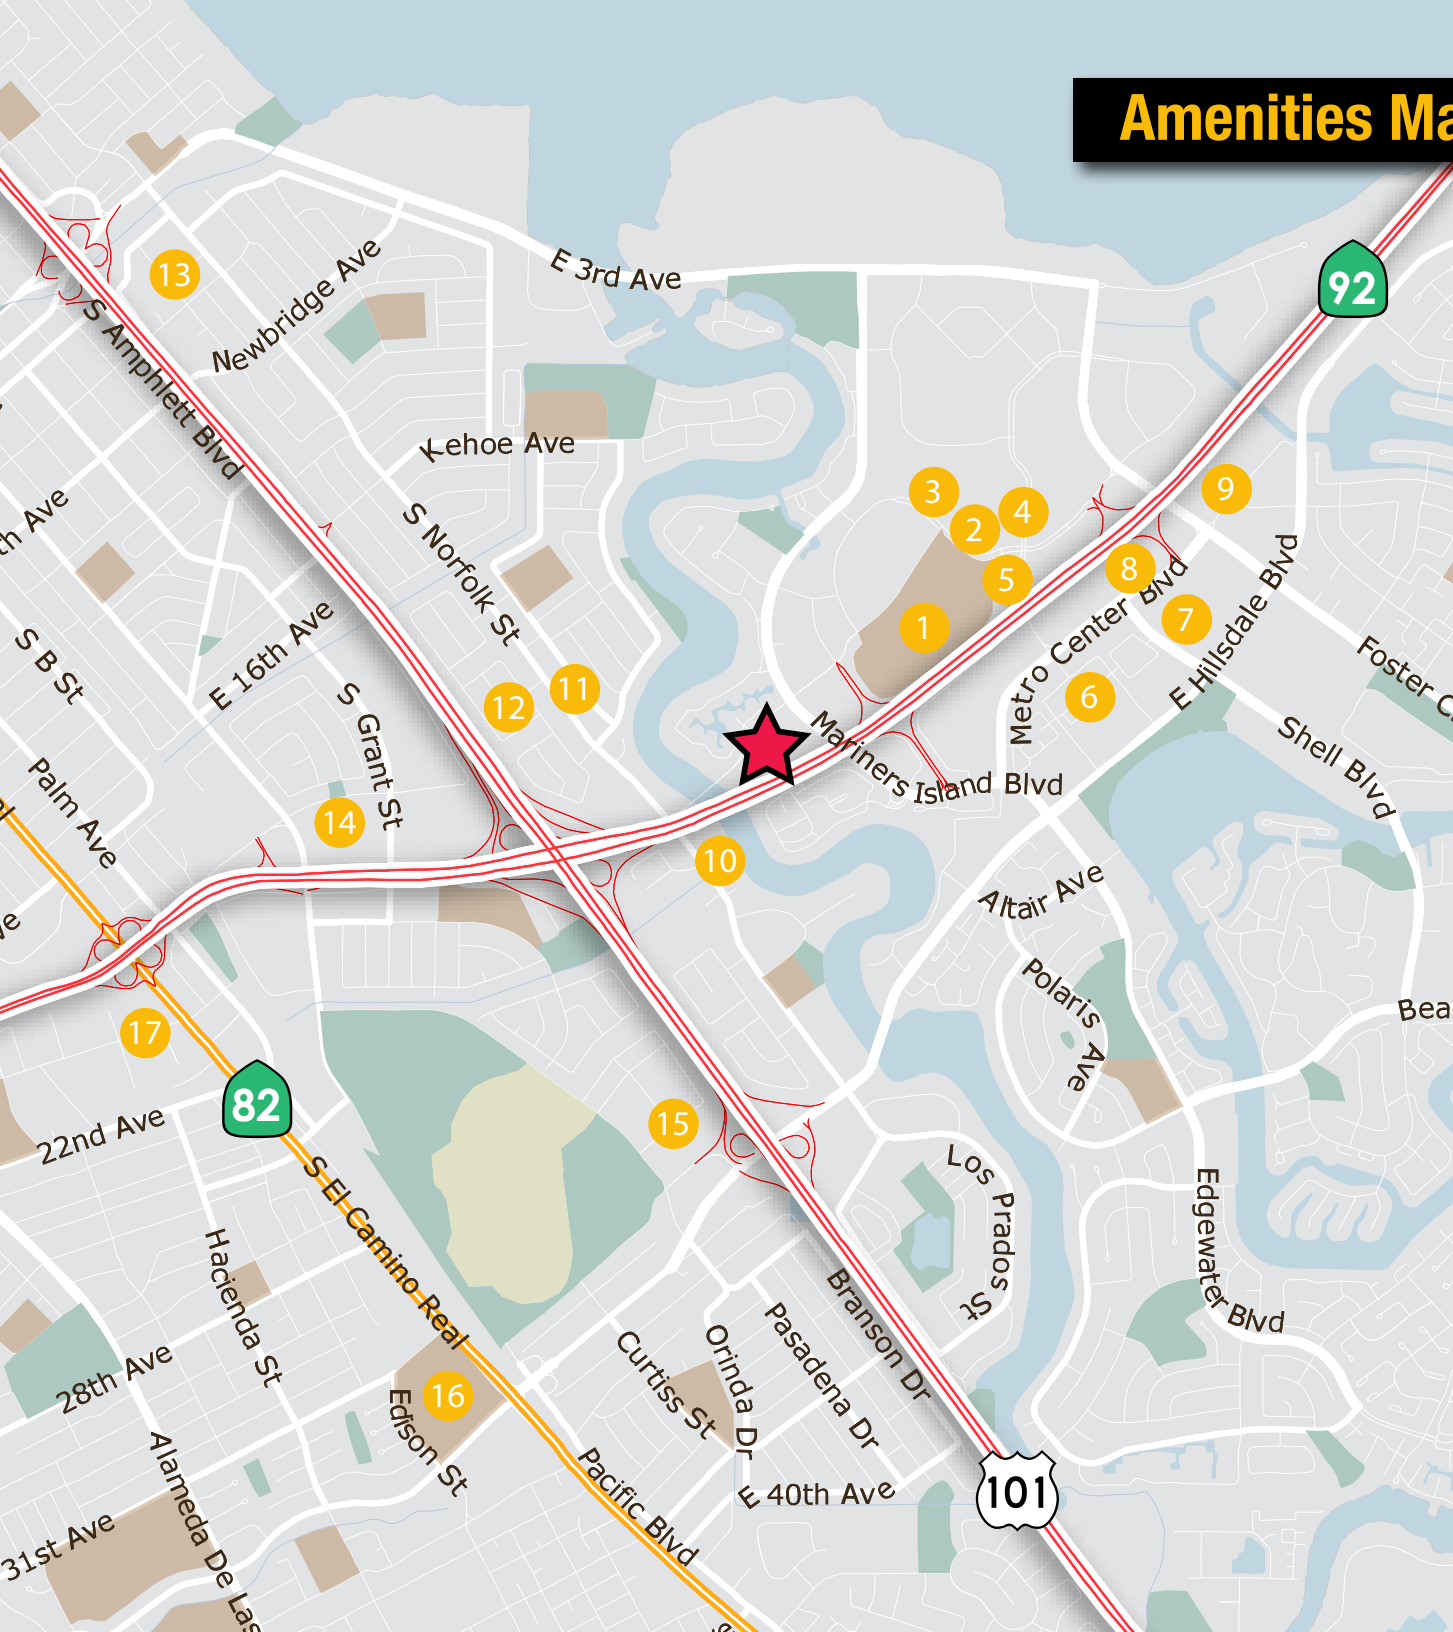 Amenities Ma
92
13
E 3rd Ave
Newbridge Ave
S Amphlett Blvd
Kehoe Ave
3
4
2
9
5
8
1
7
6
S Norfolk St
th Ave
E Hillsdale Blvd
Metro Center Blvd
E 16th Ave
S B St
Foster C
11
12
S Grant St
Mariners Island Blvd
Shell Blvd
Palm Ave
14
10
Altair Ave
ve
Polaris Ave
Bea
17
82
22nd Ave
15
Los Prados St
Edgewater Blvd
S El Camino Real
Hacienda St
Branson Dr
Pasadena Dr
Orinda Dr
Curtiss St
28th Ave
16
Edison St
Alameda De Las
Pacific Blvd
E 40th Ave
101
31st Ave